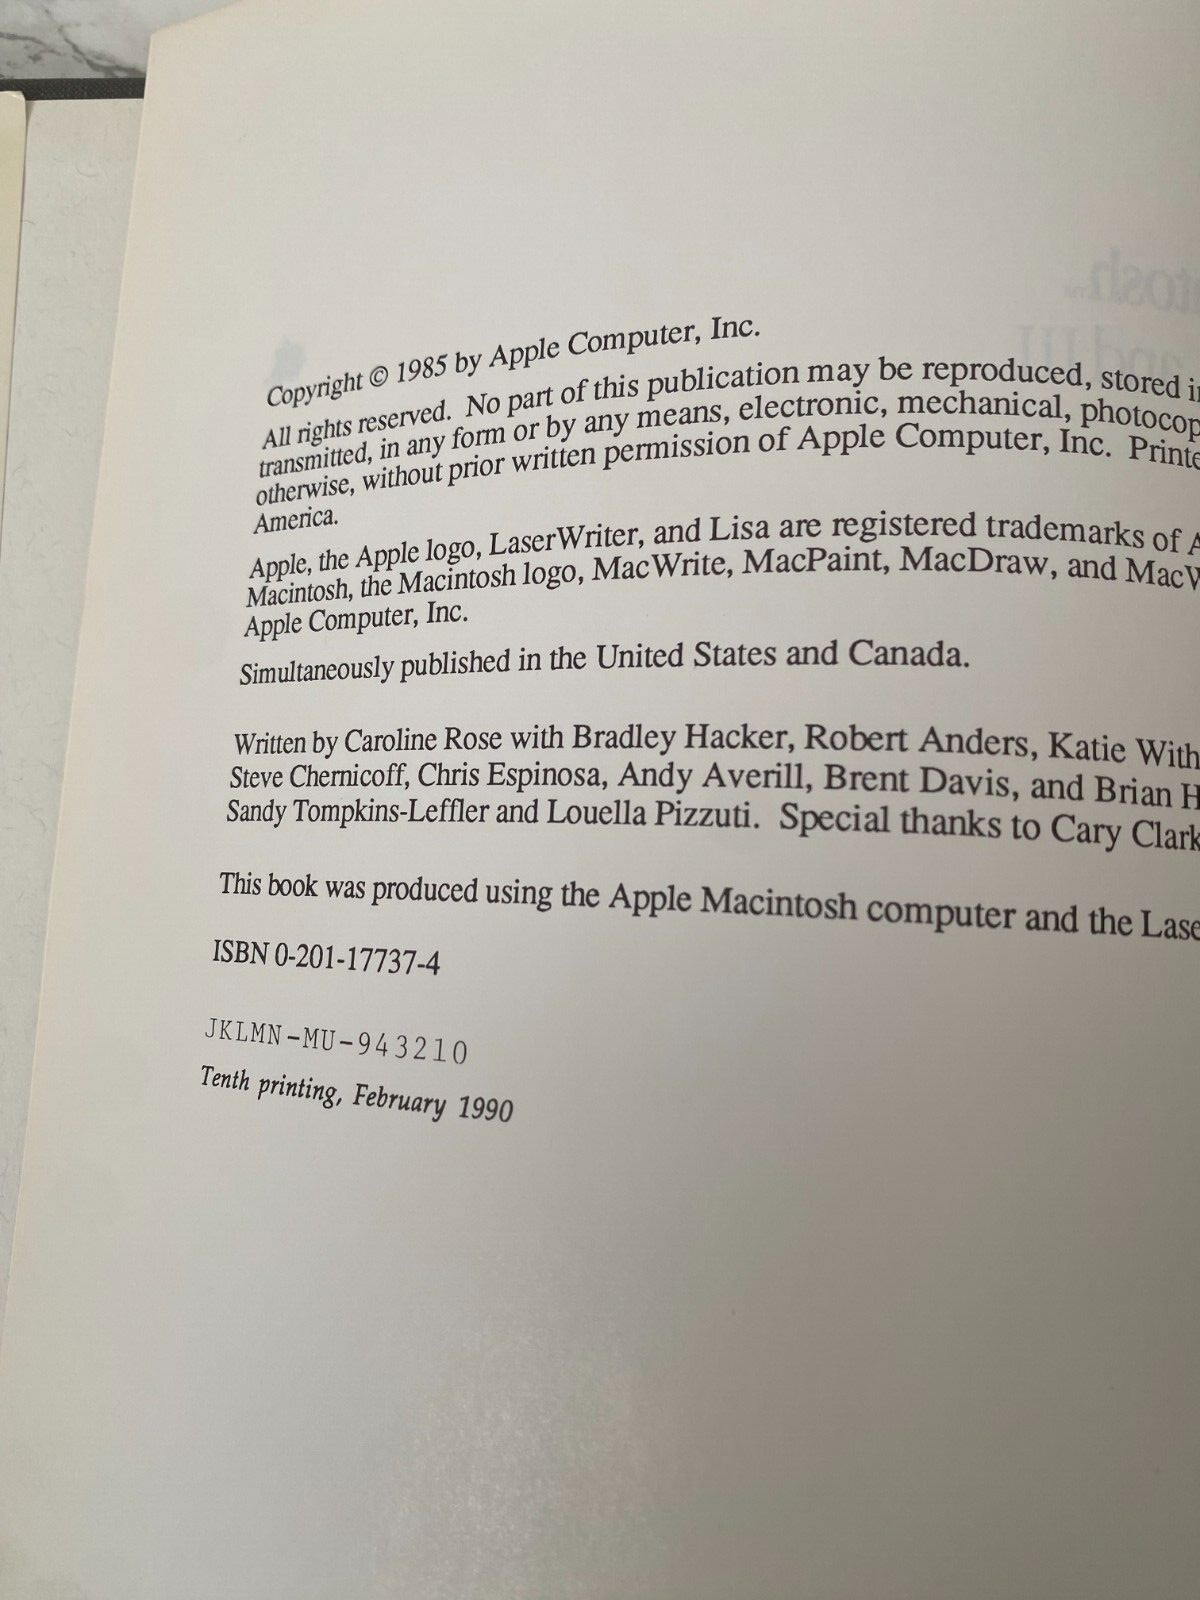 Copyright © 1985 by Apple Computer, Inc.
All rights reserved. No part of this publication may be reproduced, stored
transmitted, in any form or by any means, electronic, mechanical,
otherwise, without prior written permission of Apple Computer, Inc.
America.
Apple, the Apple logo, LaserWriter, and Lisa are registered trademarks of
Macintosh, the Macintosh logo, MacWrite, MacPaint, MacDraw, and
Apple Computer, Inc.
Simultaneously published in the United States and Canada.
Written by Caroline Rose with Bradley Hacker, Robert Anders, Katie
Steve Chernicoff, Chris Espinosa, Andy Averill, Brent Davis, and Brian
Sandy Tompkins-Leffler and Louella Pizzuti. Special thanks to Cary
This book was produced using the Apple Macintosh computer and the
ISBN 0-201-17737-4
JKLMN-MU-943210
Tenth printing, February 1990